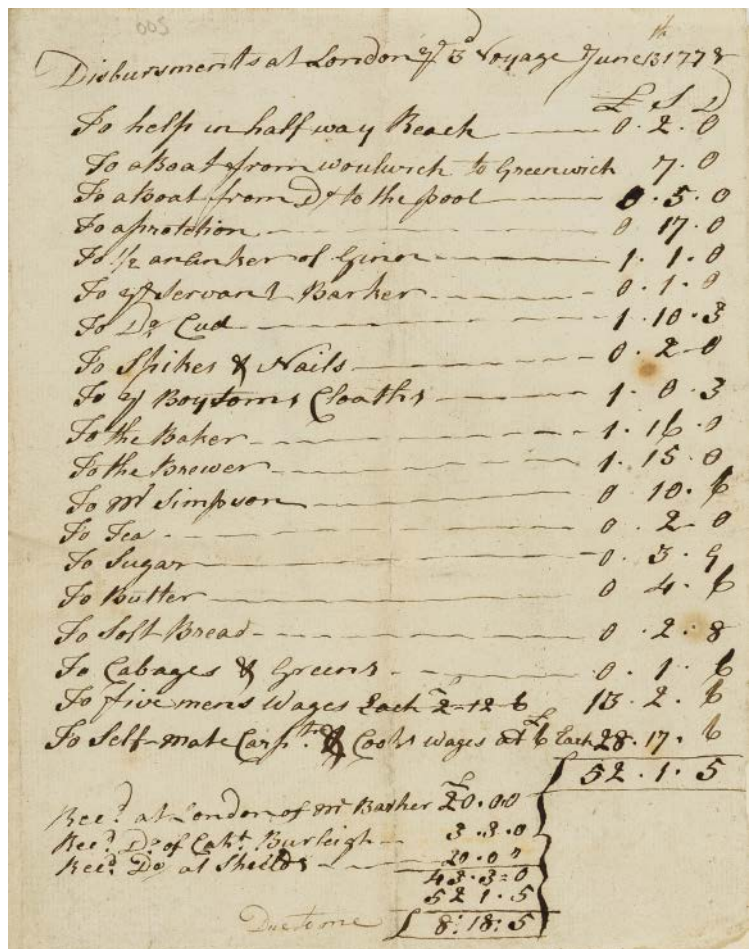 005
Disbursments at London ye 3d Voyage June 13th 1778
£ S D
To help in half way Reach 0. 2. 0
To a Boat from woulwich to Greenwich 7. 0
To a Boat from Do to the pool 0. 5. 0
To a protction 0 17. 0
To 1/2 an anker of Ginn 1. 1. 0
To ye Servant Barker 0. 1. 0
To Do Cud 1. 10. 3
To Spikes & Nails 0. 2 0
To ye Boy toms Cloaths 1. 0. 3
To the Baker 1. 16. 0
To the Brewer 1. 15. 0
To Mr Simpson 0 10. 6
To Tea 0. 2 0
To Sugar 0. 3. 9
To Butter 0 4. 6
To Soft Bread 0. 2. 8
To Cabages & Greens 0. 1. 6
To five mens Wages Each £2=12 6 13. 2. 6
To Self-mate Carptr & Cooks wages at £6 Each 28. 17. 6
52. 1. 5
Recd at London of Mr Barker £20.0.0
Recd Do of Capt Burleigh 3. 3. 0
Recd Do at Sheilds 20. 0 0
43. 3=0
52 1. 5
Due to me 8: 18: 5